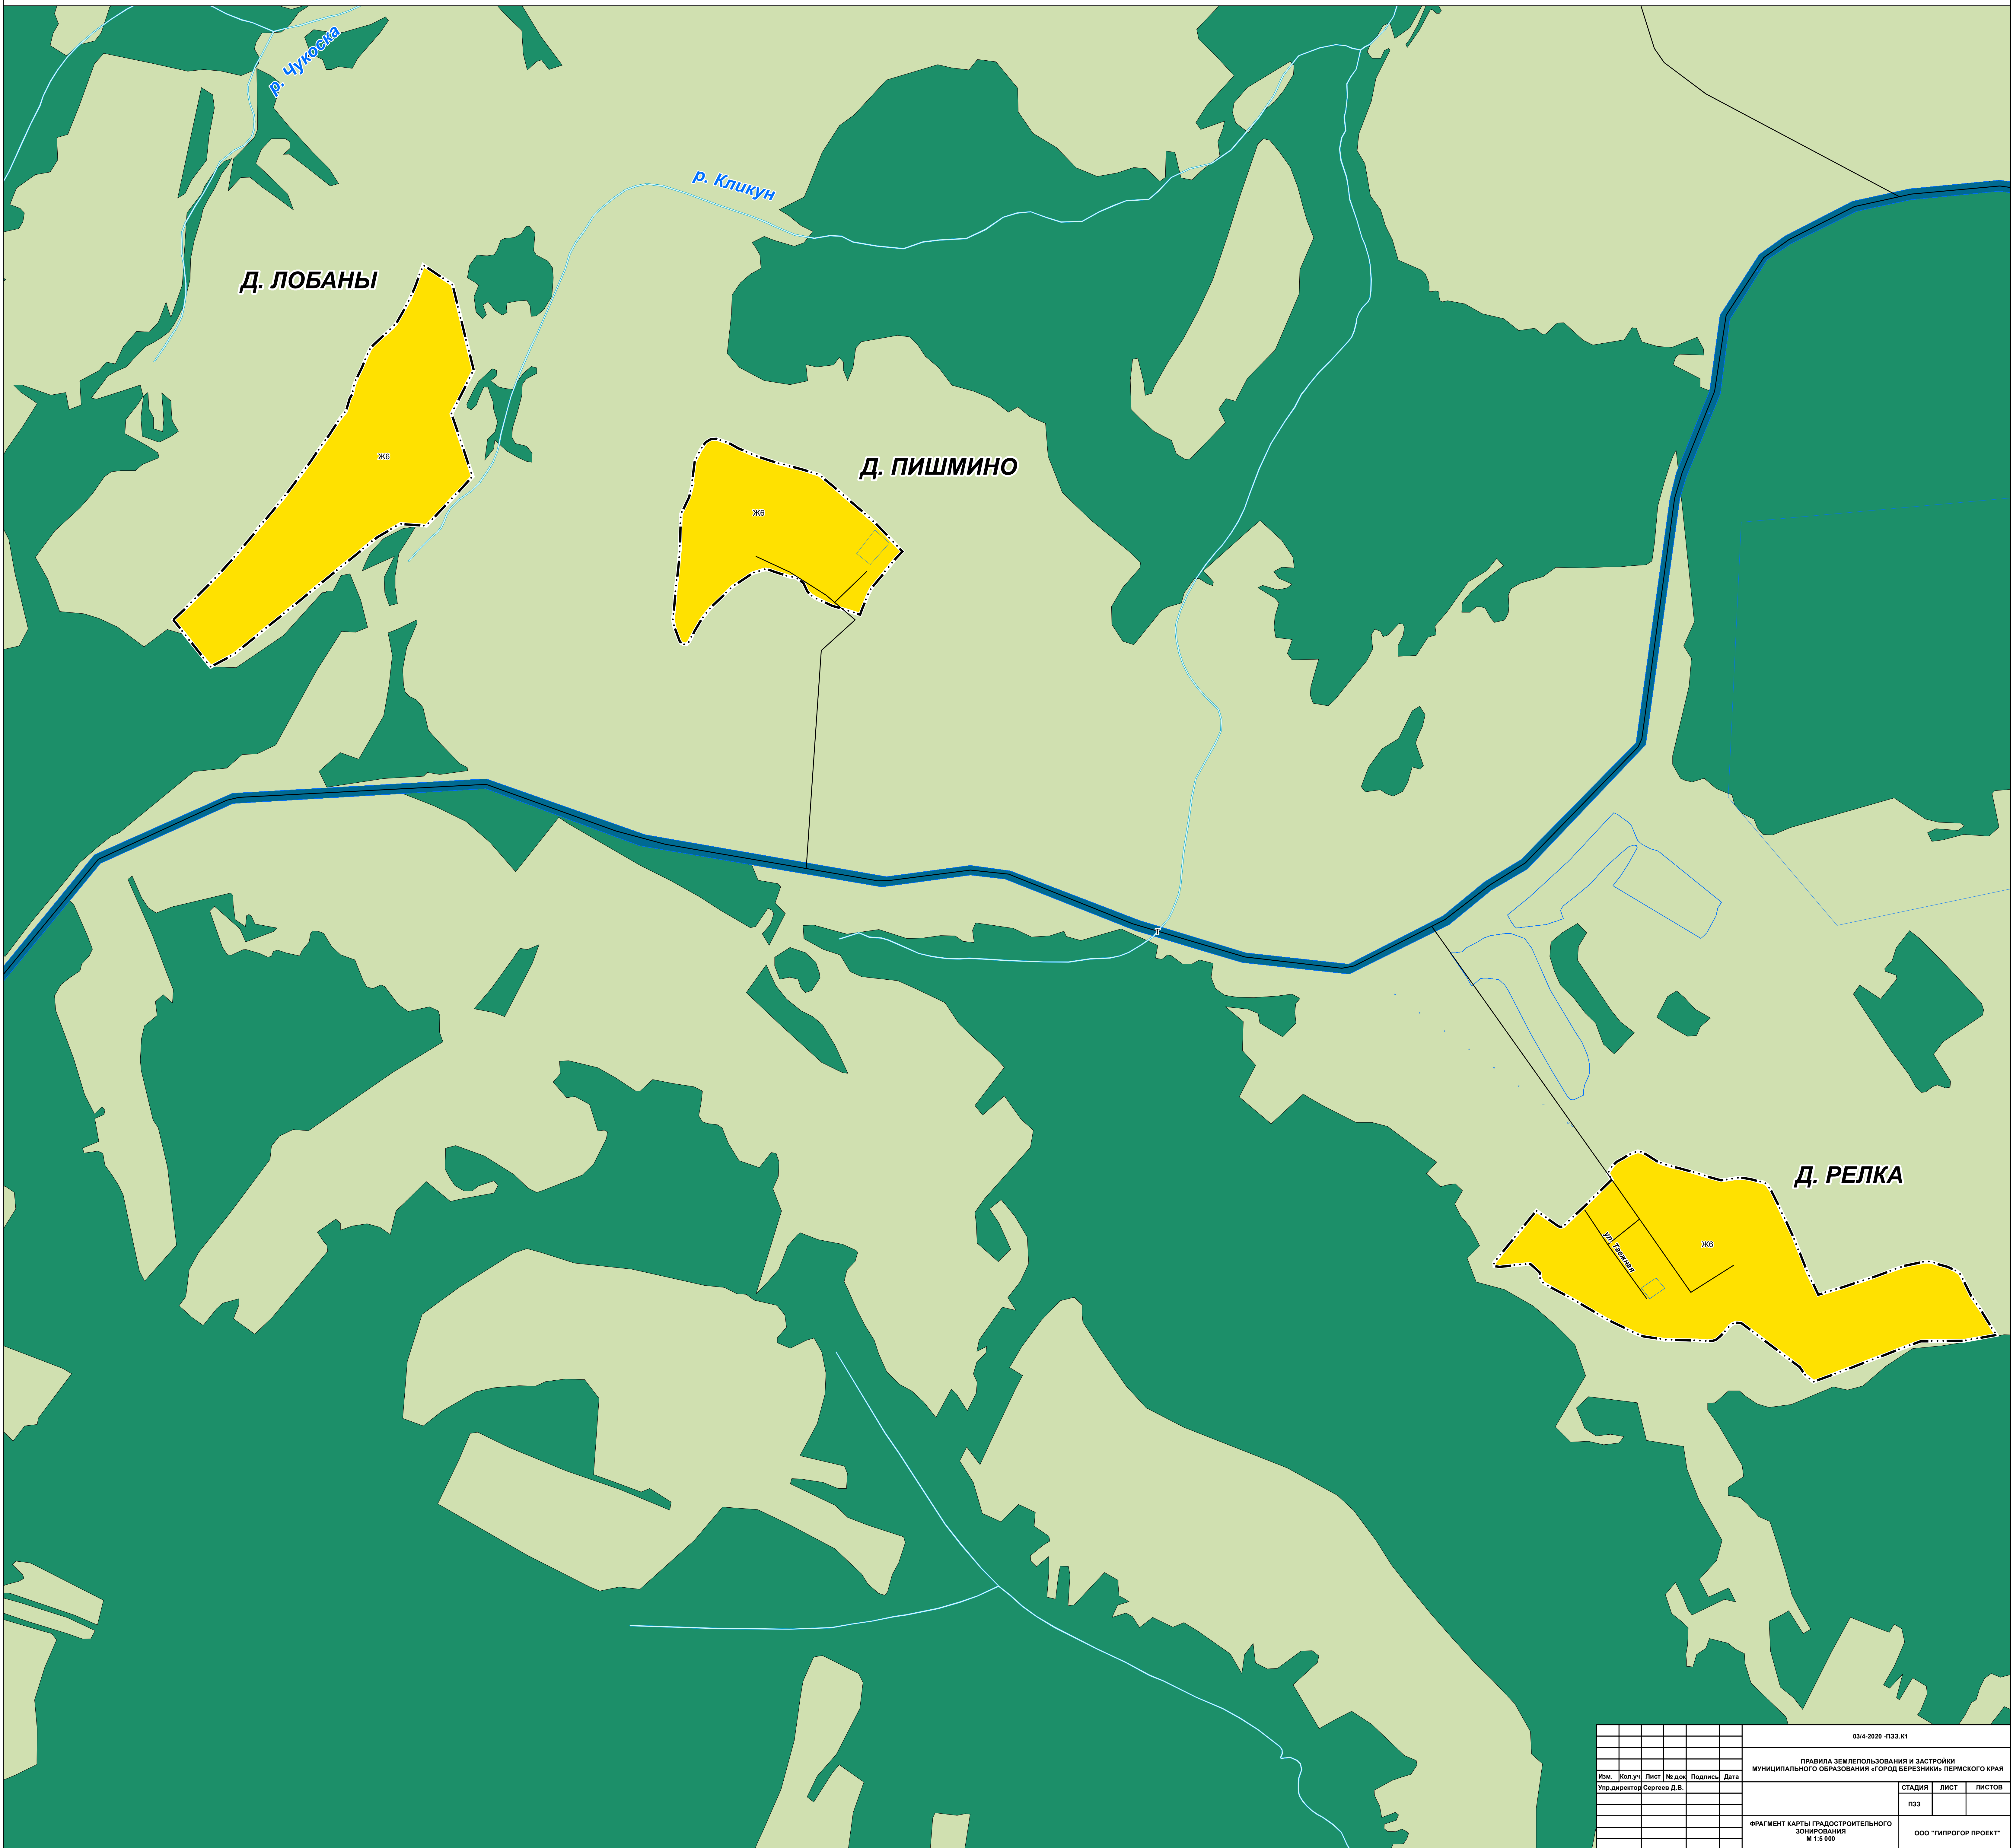 р. Чукоска
р. Кликун
Д. ЛОБАНЫ
Ж6
Д. ПИШМИНО
Ж6
Т
Д. РЕЛКА
Ж6
ул. Таежная
03/4-2020 -ПЗЗ.К1
ПРАВИЛА ЗЕМЛЕПОЛЬЗОВАНИЯ И ЗАСТРОЙКИ
МУНИЦИПАЛЬНОГО ОБРАЗОВАНИЯ «ГОРОД БЕРЕЗНИКИ» ПЕРМСКОГО КРАЯ
Изм. Кол.уч Лист № док Подпись Дата
Упр.директор Сергеев Д.В.
СТАДИЯ ЛИСТ ЛИСТОВ
ПЗЗ
ФРАГМЕНТ КАРТЫ ГРАДОСТРОИТЕЛЬНОГО
ЗОНИРОВАНИЯ
М 1:5 000
ООО "ГИПРОГОР ПРОЕКТ"